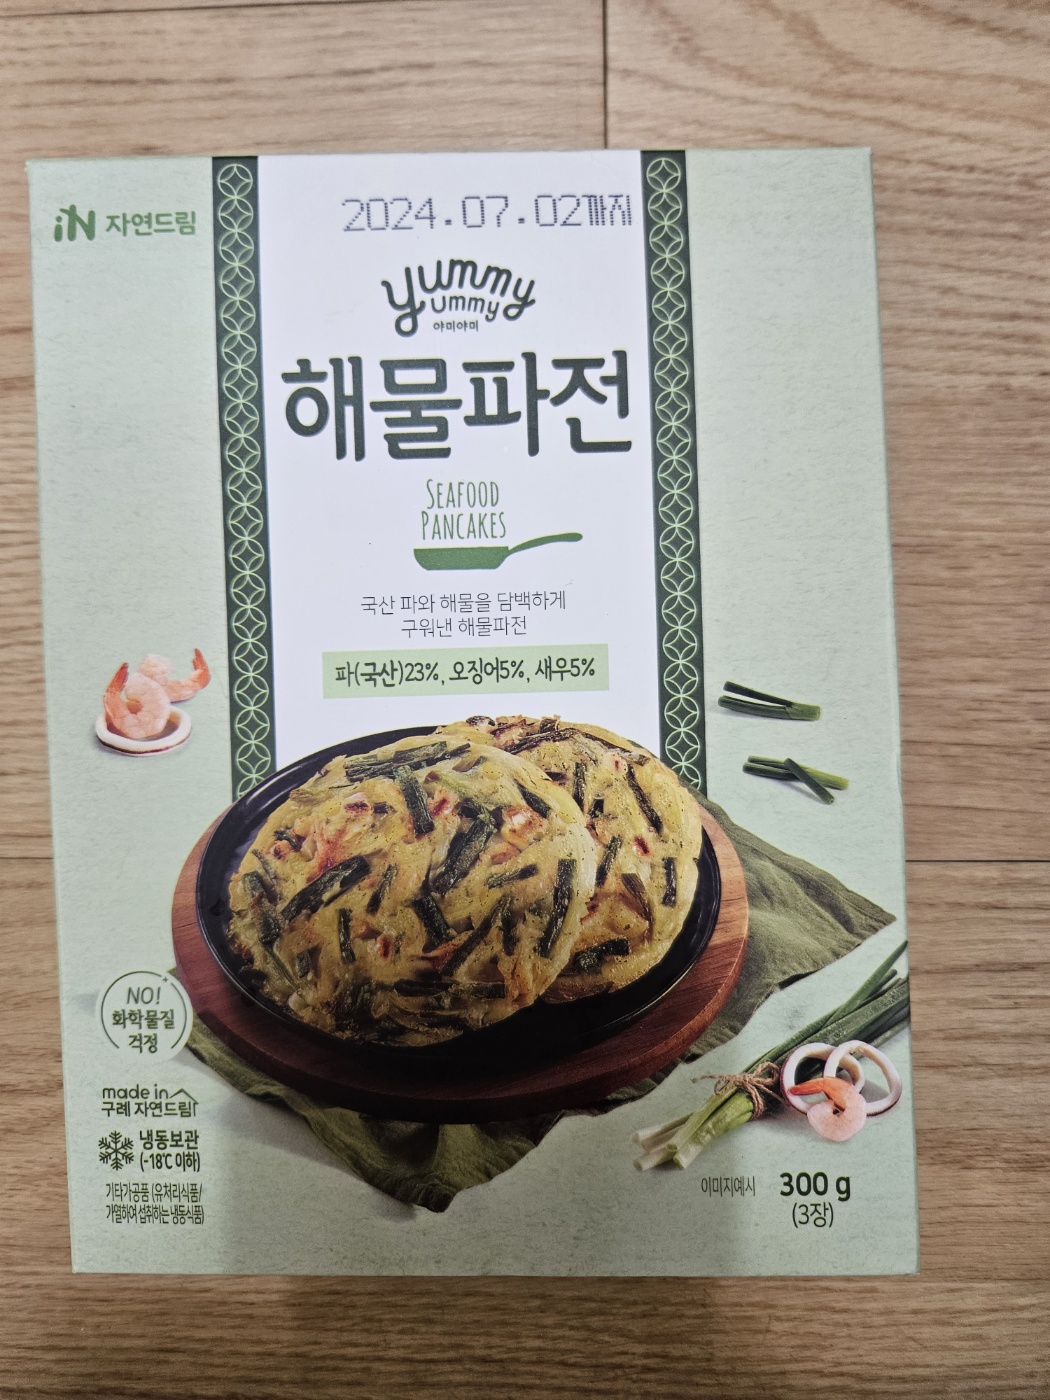 iN 자연드림
2024.07.02까지
yummy
ummy
야미야미
해물파전
SEAFOOD
PANCAKES
국산 파와 해물을 담백하게
구워낸 해물파전
파(국산)23%, 오징어5%, 새우5%
NO!
화학물질
걱정
made in
구례 자연드림
냉동보관
(-18℃ 이하)
기타가공품 (유처리식품/
가열하여 섭취하는 냉동식품)
이미지예시
300 g
(3장)